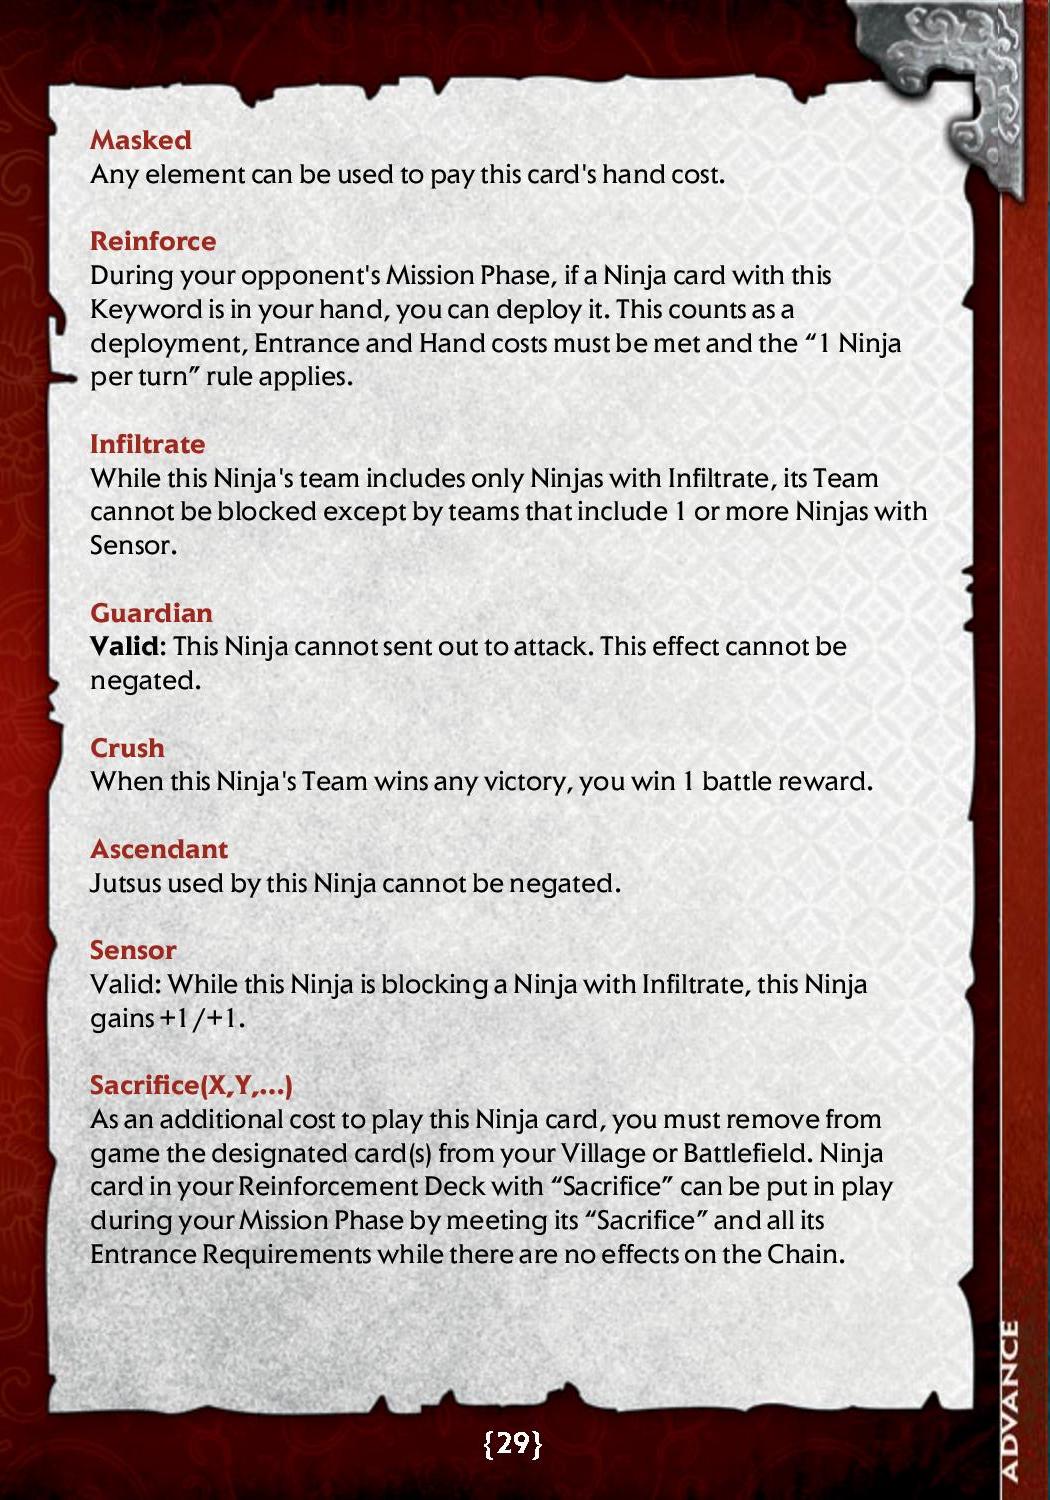 Masked
Any element can be used to pay this card's hand cost.
Reinforce
During your opponent's Mission Phase, if a Ninja card with this
Keyword is in your hand, you can deploy it. This counts as a
deployment, Entrance and Hand costs must be met and the “1 Ninja
per turn” rule applies.
Infiltrate
While this Ninja's team includes only Ninjas with Infiltrate, its Team
cannot be blocked except by teams that include 1 or more Ninjas with
Sensor.
Guardian
Valid: This Ninja cannot sent out to attack. This effect cannot be
negated.
Crush
When this Ninja's Team wins any victory, you win 1 battle reward.
Ascendant
Jutsus used by this Ninja cannot be negated.
Sensor
Valid: While this Ninja is blocking a Ninja with Infiltrate, this Ninja
gains +1/+1.
Sacrifice(X,Y,...)
As an additional cost to play this Ninja card, you must remove from
game the designated card(s) from your Village or Battlefield. Ninja
card in your Reinforcement Deck with “Sacrifice” can be put in play
during your Mission Phase by meeting its “Sacrifice” and all its
Entrance Requirements while there are no effects on the Chain.
{29}
ADVANCE